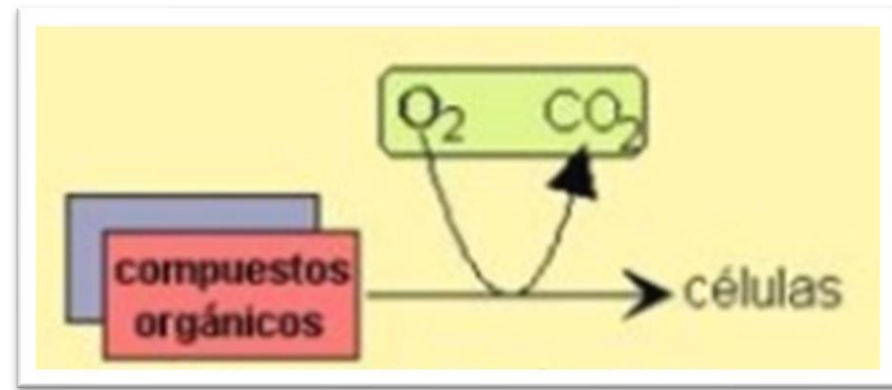 O₂ CO₂
compuestos
orgánicos
células